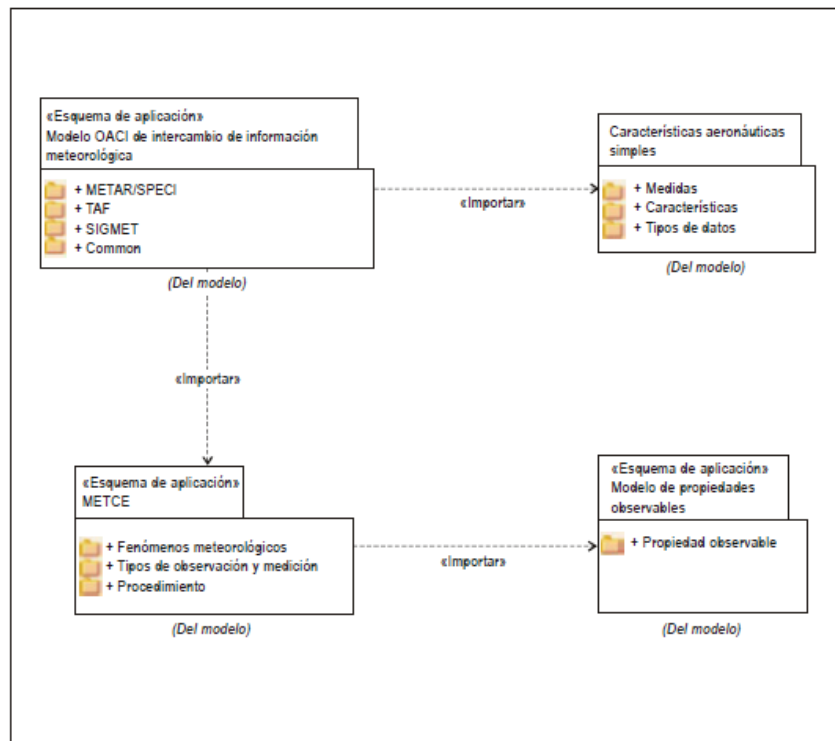 «Esquema de aplicación»
Modelo OACI de intercambio de información
meteorológica
+ METAR/SPECI
+ TAF
+ SIGMET
+ Common
(Del modelo)
«Importar»
Características aeronáuticas
simples
+ Medidas
+ Características
+ Tipos de datos
(Del modelo)
«Importar»
«Esquema de aplicación»
METCE
+ Fenómenos meteorológicos
+ Tipos de observación y medición
+ Procedimiento
(Del modelo)
«Importar»
«Esquema de aplicación»
Modelo de propiedades
observables
+ Propiedad observable
(Del modelo)